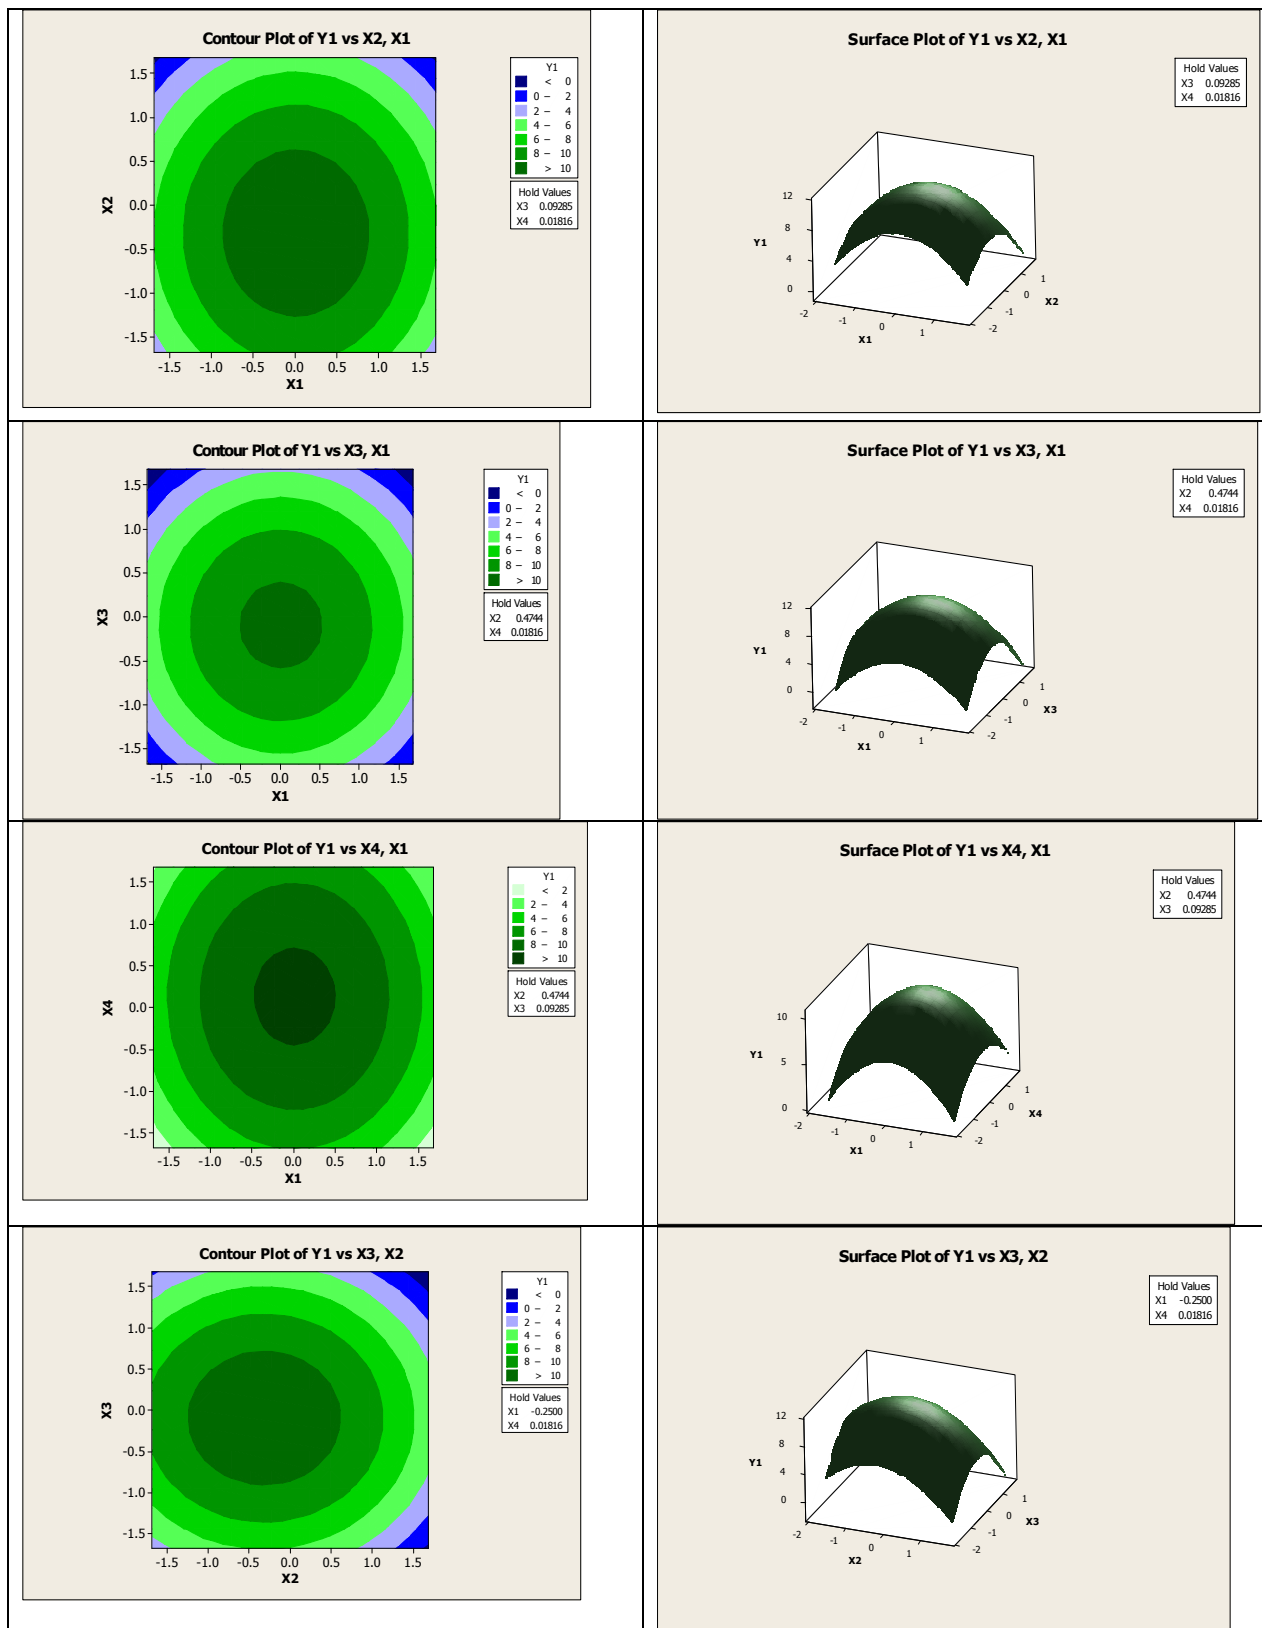 Contour Plot of Y1 vs X2, X1
Y1
< 0
0 – 2
2 – 4
4 – 6
6 – 8
8 – 10
> 10
Hold Values
X3 0.09285
X4 0.01816
X2
1.5
1.0
0.5
0.0
-0.5
-1.0
-1.5
-1.5 -1.0 -0.5 0.0 0.5 1.0 1.5
X1
Surface Plot of Y1 vs X2, X1
Hold Values
X3 0.09285
X4 0.01816
12
8
4
0
Y1
-2 -1 0 1
X1
-2 -1 0 1
X2
Contour Plot of Y1 vs X3, X1
Y1
< 0
0 – 2
2 – 4
4 – 6
6 – 8
8 – 10
> 10
Hold Values
X2 0.4744
X4 0.01816
X3
1.5
1.0
0.5
0.0
-0.5
-1.0
-1.5
-1.5 -1.0 -0.5 0.0 0.5 1.0 1.5
X1
Surface Plot of Y1 vs X3, X1
Hold Values
X2 0.4744
X4 0.01816
12
8
4
0
Y1
-2 -1 0 1
X1
-2 -1 0 1
X3
Contour Plot of Y1 vs X4, X1
Y1
< 2
2 – 4
4 – 6
6 – 8
8 – 10
> 10
Hold Values
X2 0.4744
X3 0.09285
X4
1.5
1.0
0.5
0.0
-0.5
-1.0
-1.5
-1.5 -1.0 -0.5 0.0 0.5 1.0 1.5
X1
Surface Plot of Y1 vs X4, X1
Hold Values
X2 0.4744
X3 0.09285
10
5
0
Y1
-2 -1 0 1
X1
-2 -1 0 1
X4
Contour Plot of Y1 vs X3, X2
Y1
< 0
0 – 2
2 – 4
4 – 6
6 – 8
8 – 10
> 10
Hold Values
X1 -0.2500
X4 0.01816
X3
1.5
1.0
0.5
0.0
-0.5
-1.0
-1.5
-1.5 -1.0 -0.5 0.0 0.5 1.0 1.5
X2
Surface Plot of Y1 vs X3, X2
Hold Values
X1 -0.2500
X4 0.01816
12
8
4
0
Y1
-2 -1 0 1
X2
-2 -1 0 1
X3